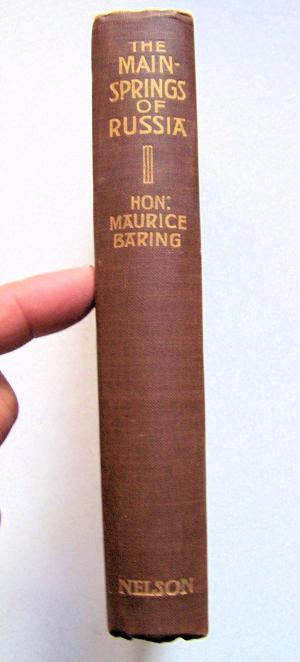 THE
MAIN-
SPRINGS
OF
RUSSIA
HON:
MAURICE
BARING
NELSON